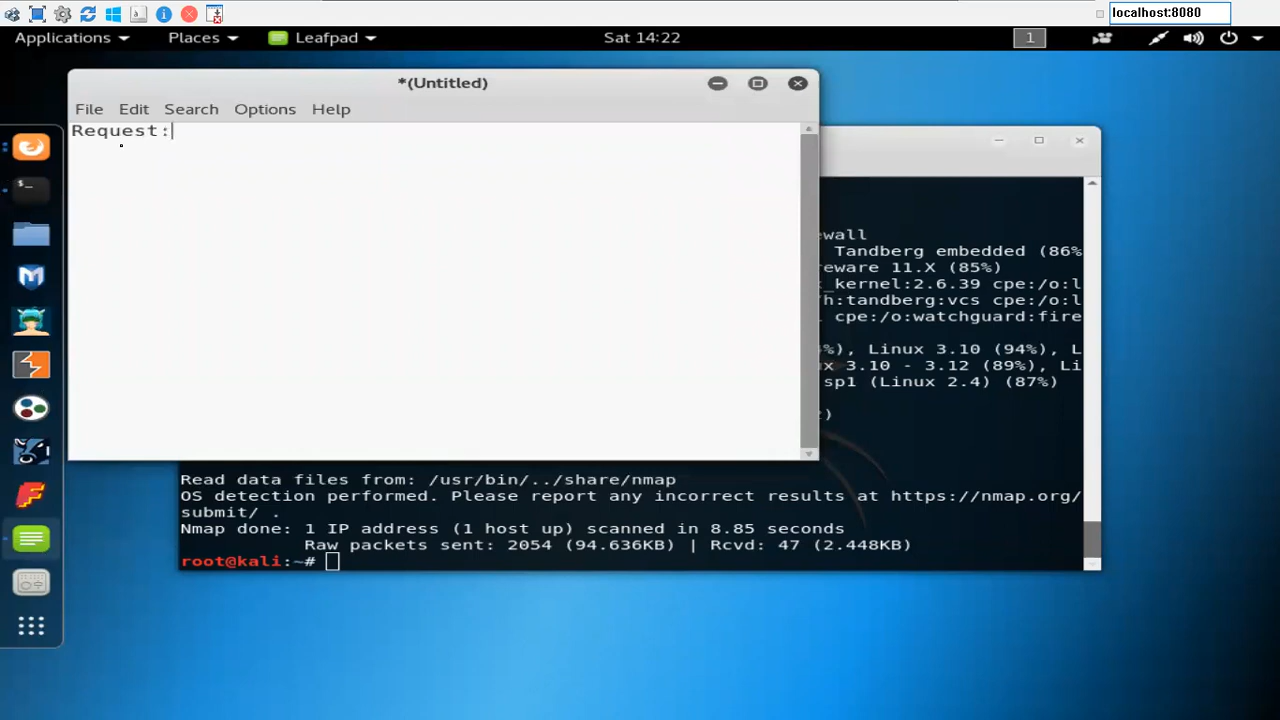 localhost:8080
Applications Places Leafpad Sat 14:22 1
*(Untitled)
File Edit Search Options Help
Request:
ewall
Tandberg embedded (86%
reware 11.X (85%)
_kernel:2.6.39 cpe:/o:l
/h:tandberg:vcs cpe:/o:l
cpe:/o:watchguard:fire
%), Linux 3.10 (94%), L
x 3.10 - 3.12 (89%), Li
sp1 (Linux 2.4) (87%)
)
Read data files from: /usr/bin/../share/nmap
OS detection performed. Please report any incorrect results at https://nmap.org/
submit/ .
Nmap done: 1 IP address (1 host up) scanned in 8.85 seconds
Raw packets sent: 2054 (94.636KB) | Rcvd: 47 (2.448KB)
root@kali:~#